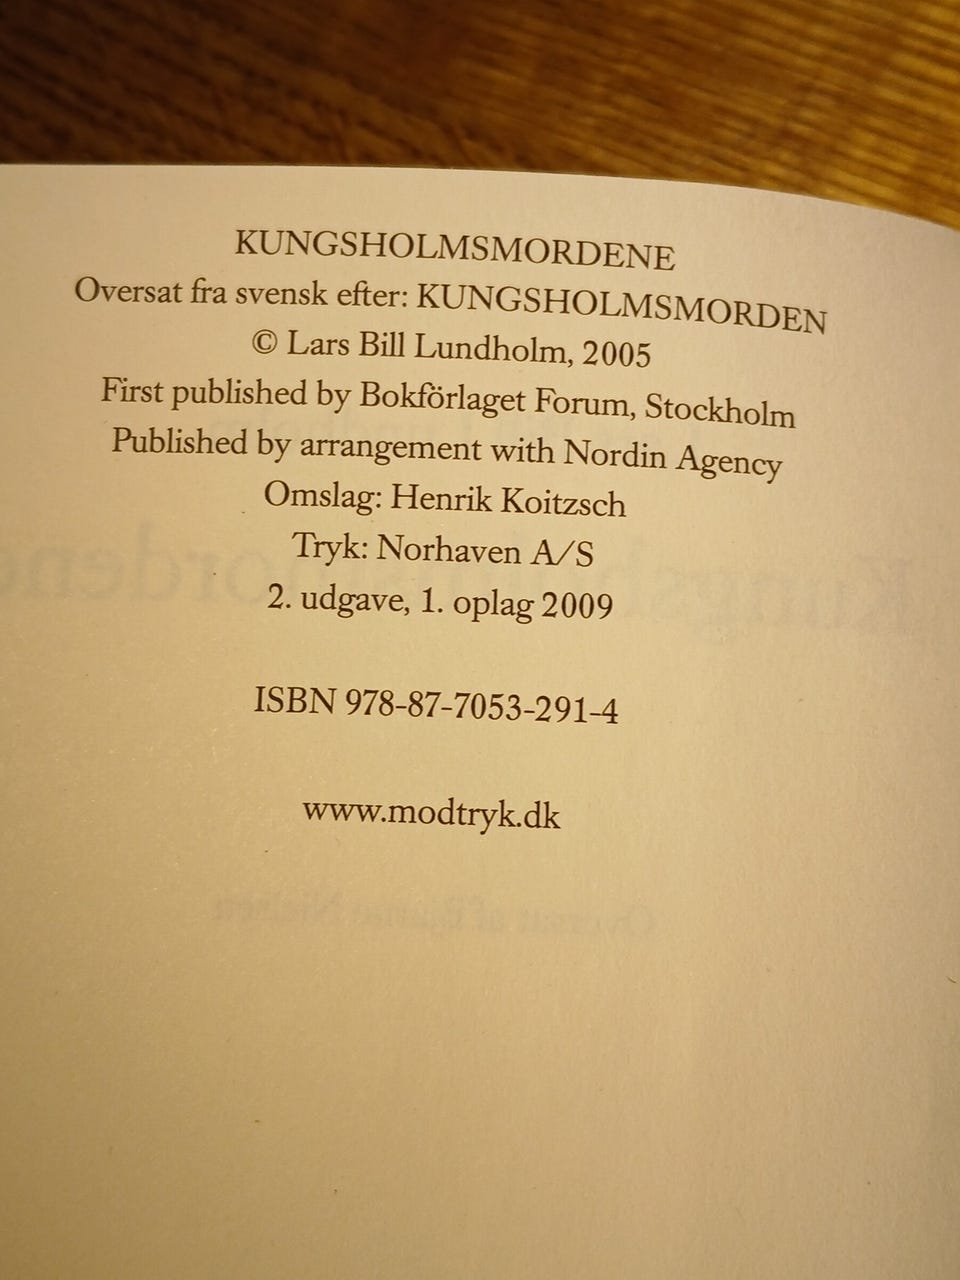 KUNGSHOLMSMORDENE
Oversat fra svensk efter: KUNGSHOLMSMORDEN
© Lars Bill Lundholm, 2005
First published by Bokförlaget Forum, Stockholm
Published by arrangement with Nordin Agency
Omslag: Henrik Koitzsch
Tryk: Norhaven A/S
2. udgave, 1. oplag 2009
ISBN 978-87-7053-291-4
www.modtryk.dk